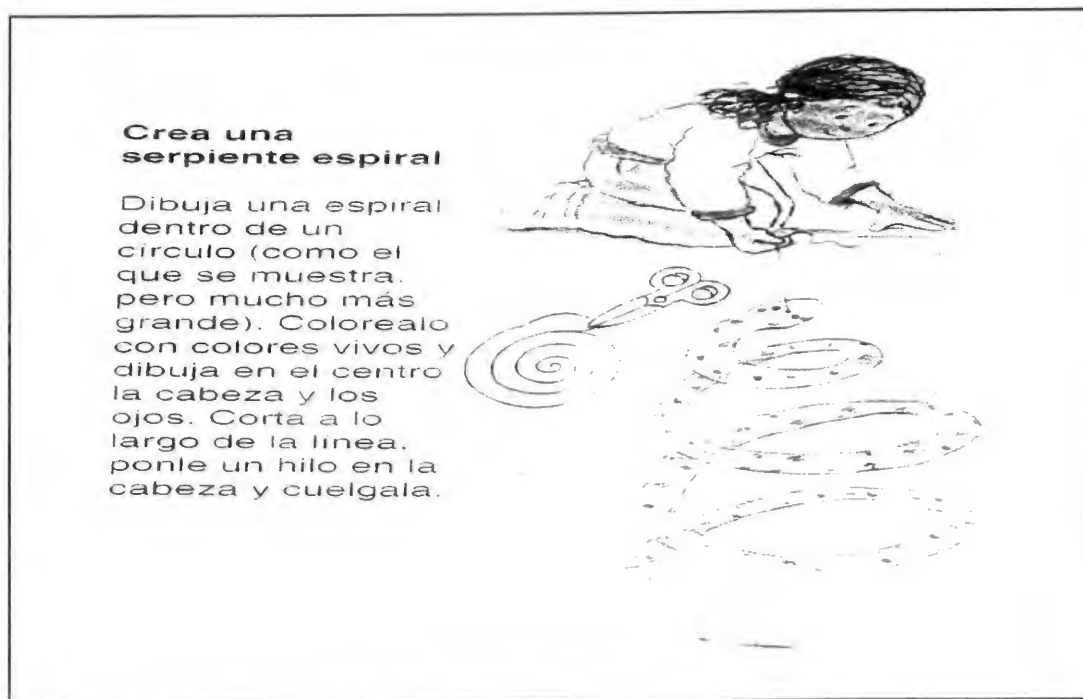 Crea una
serpiente espiral
Dibuja una espiral
dentro de un
círculo (como el
que se muestra.
pero mucho más
grande). Colorealo
con colores vivos y
dibuja en el centro
la cabeza y los
ojos. Corta a lo
largo de la línea.
ponle un hilo en la
cabeza y cuelgala.